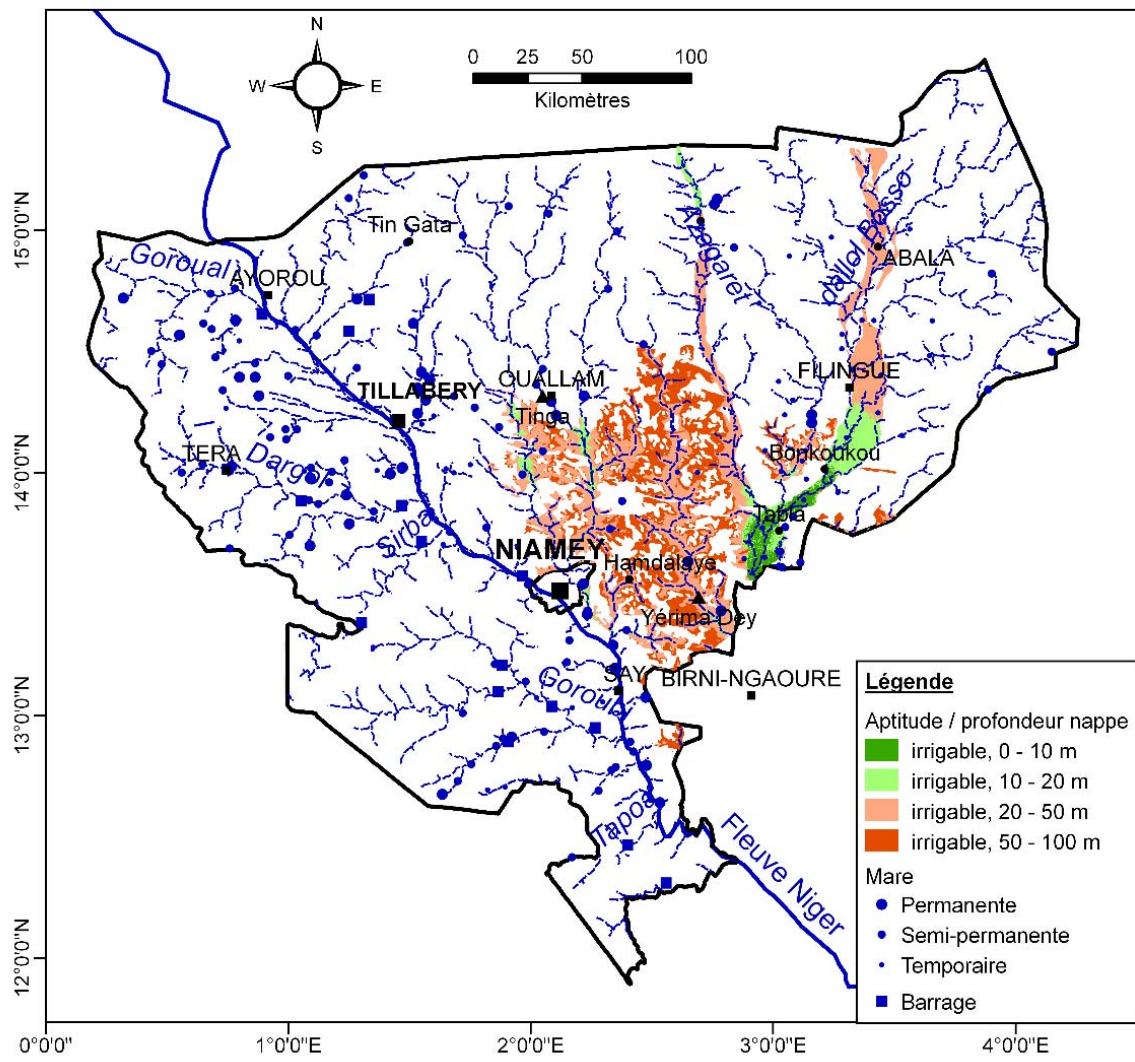 N
W
E
S
0
25
50
100
Kilomètres
15°0'0"N
14°0'0"N
13°0'0"N
12°0'0"N
Tin Gata
Goroual
AYOROU
Azagaret
dallol Bosso
ABALA
OUALLAM
FILINGUE
TILLABERY
Tinga
TERA
Dargol
Bonkoukou
Sirba
Tabla
NIAMEY
Hamdalaye
Yérima Dey
SAY
BIRNI-NGAOURE
Goroubi
Tapoa
Fleuve Niger
Légende
Aptitude / profondeur nappe
irrigable, 0 - 10 m
irrigable, 10 - 20 m
irrigable, 20 - 50 m
irrigable, 50 - 100 m
Mare
Permanente
Semi-permanente
Temporaire
Barrage
0°0'0"
1°0'0"E
2°0'0"E
3°0'0"E
4°0'0"E